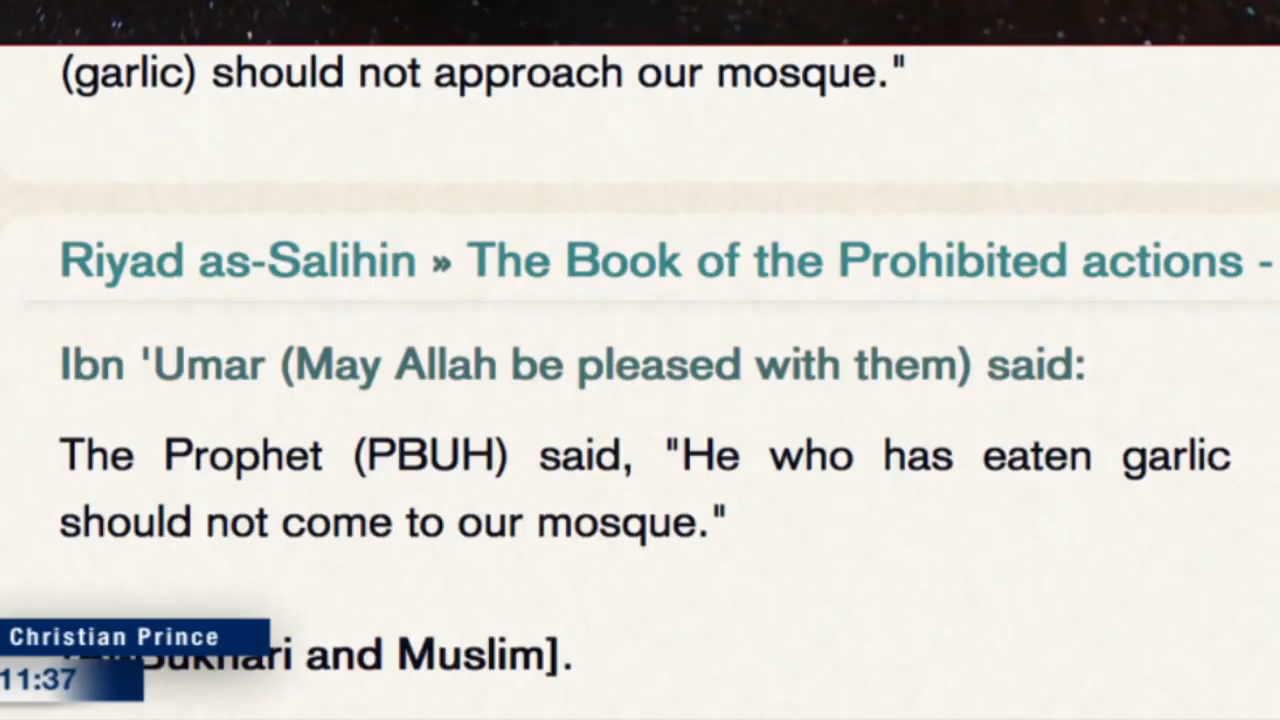 (garlic) should not approach our mosque."
Riyad as-Salihin » The Book of the Prohibited actions -
Ibn 'Umar (May Allah be pleased with them) said:
The Prophet (PBUH) said, "He who has eaten garlic
should not come to our mosque."
and Muslim].
Christian Prince
11:37